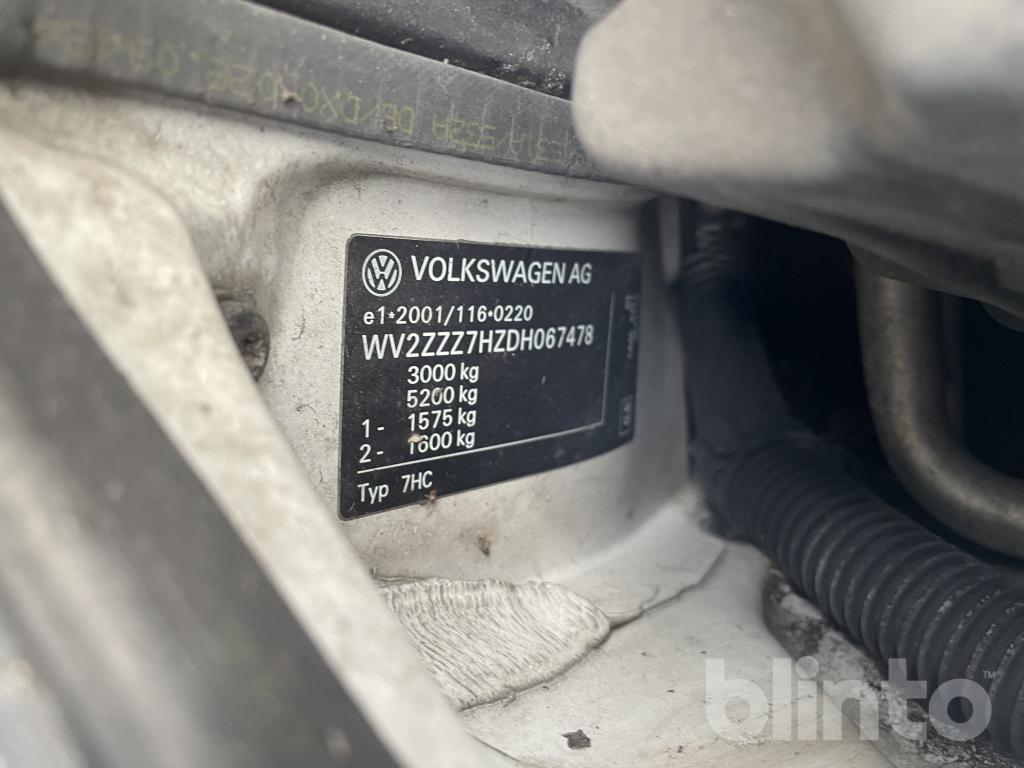 VOLKSWAGEN AG
e1*2001/116*0220
WV2ZZZ7HZDH067478
3000 kg
5200 kg
1- 1575 kg
2- 1600 kg
Typ 7HC
blinto™